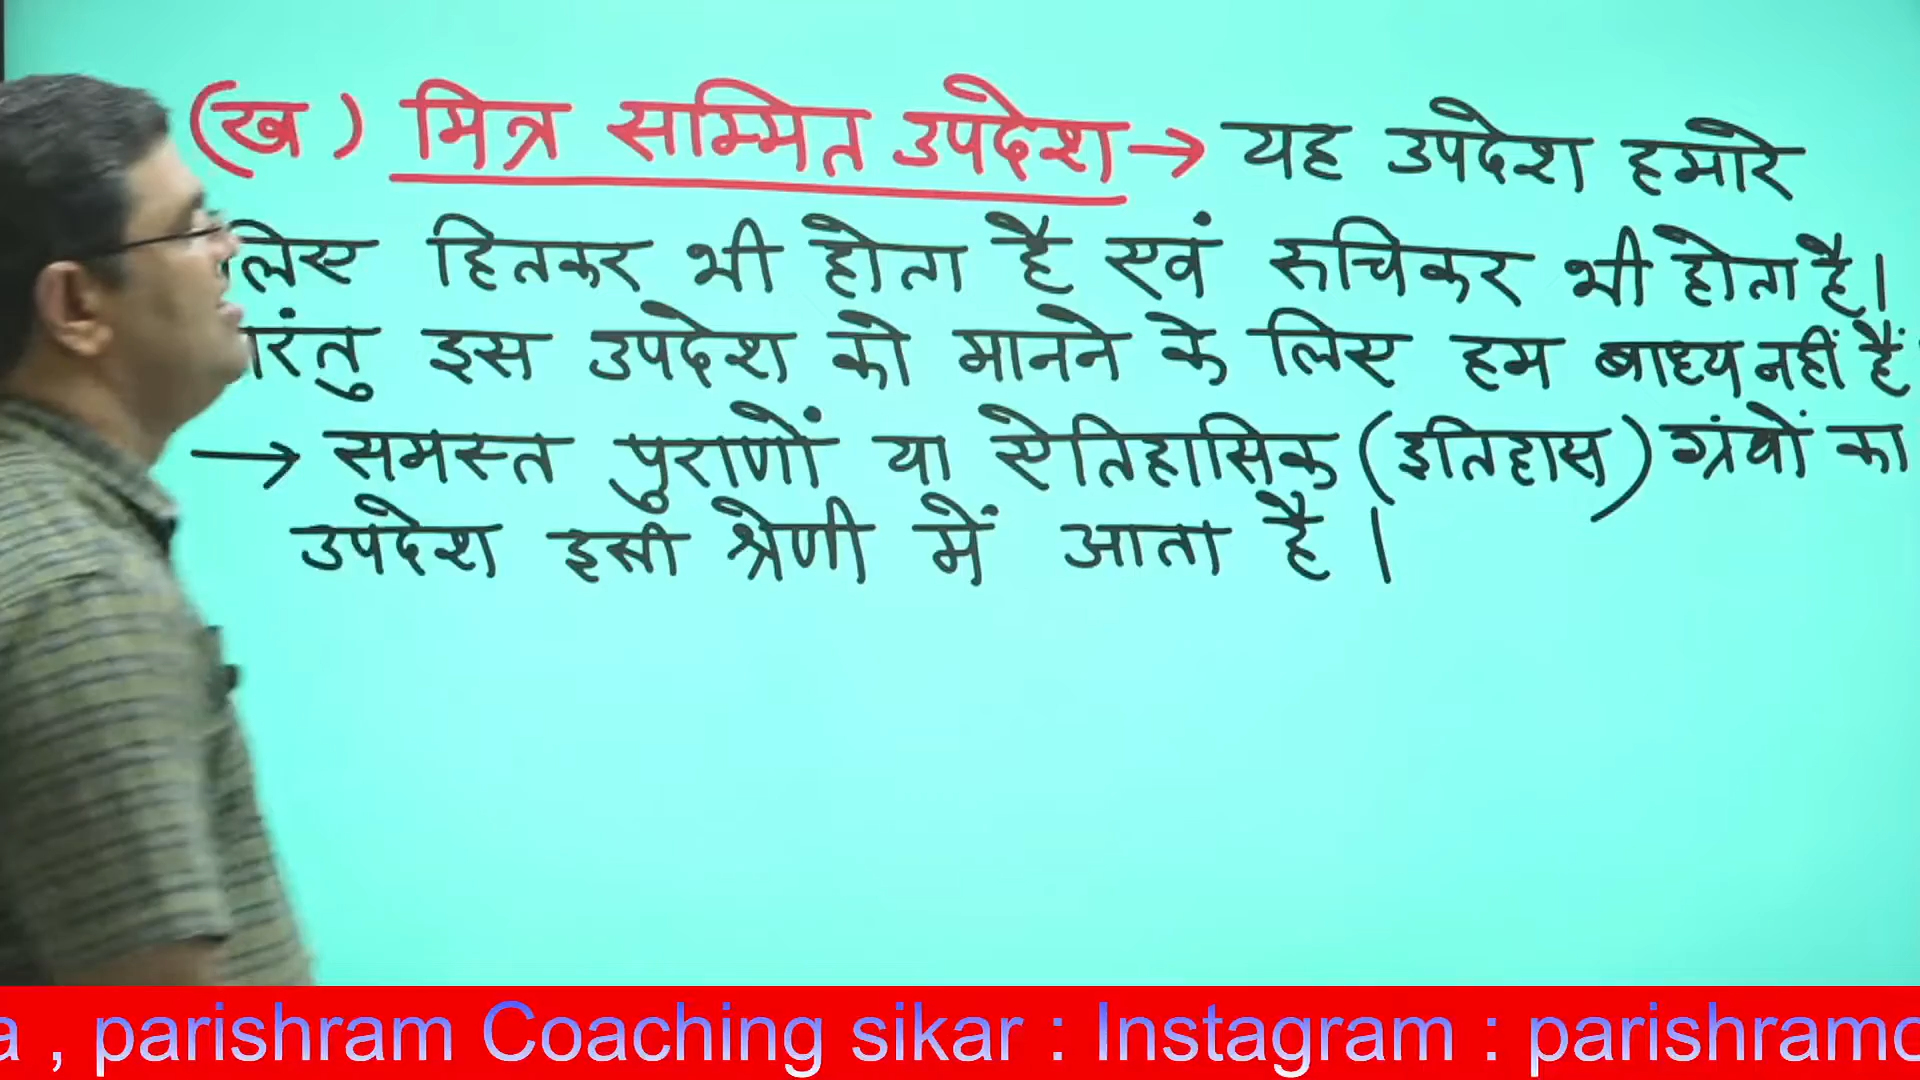 (ख) मित्र सम्मित उपदेश → यह उपदेश हमारे
लिए हितकर भी होता है एवं रूचिकर भी होता है।
परंतु इस उपदेश को मानने के लिए हम बाध्य नहीं हैं
→ समस्त पुराणों या ऐतिहासिक (इतिहास) ग्रंथों का
उपदेश इसी श्रेणी में आता है।
a , parishram Coaching sikar : Instagram : parishramc